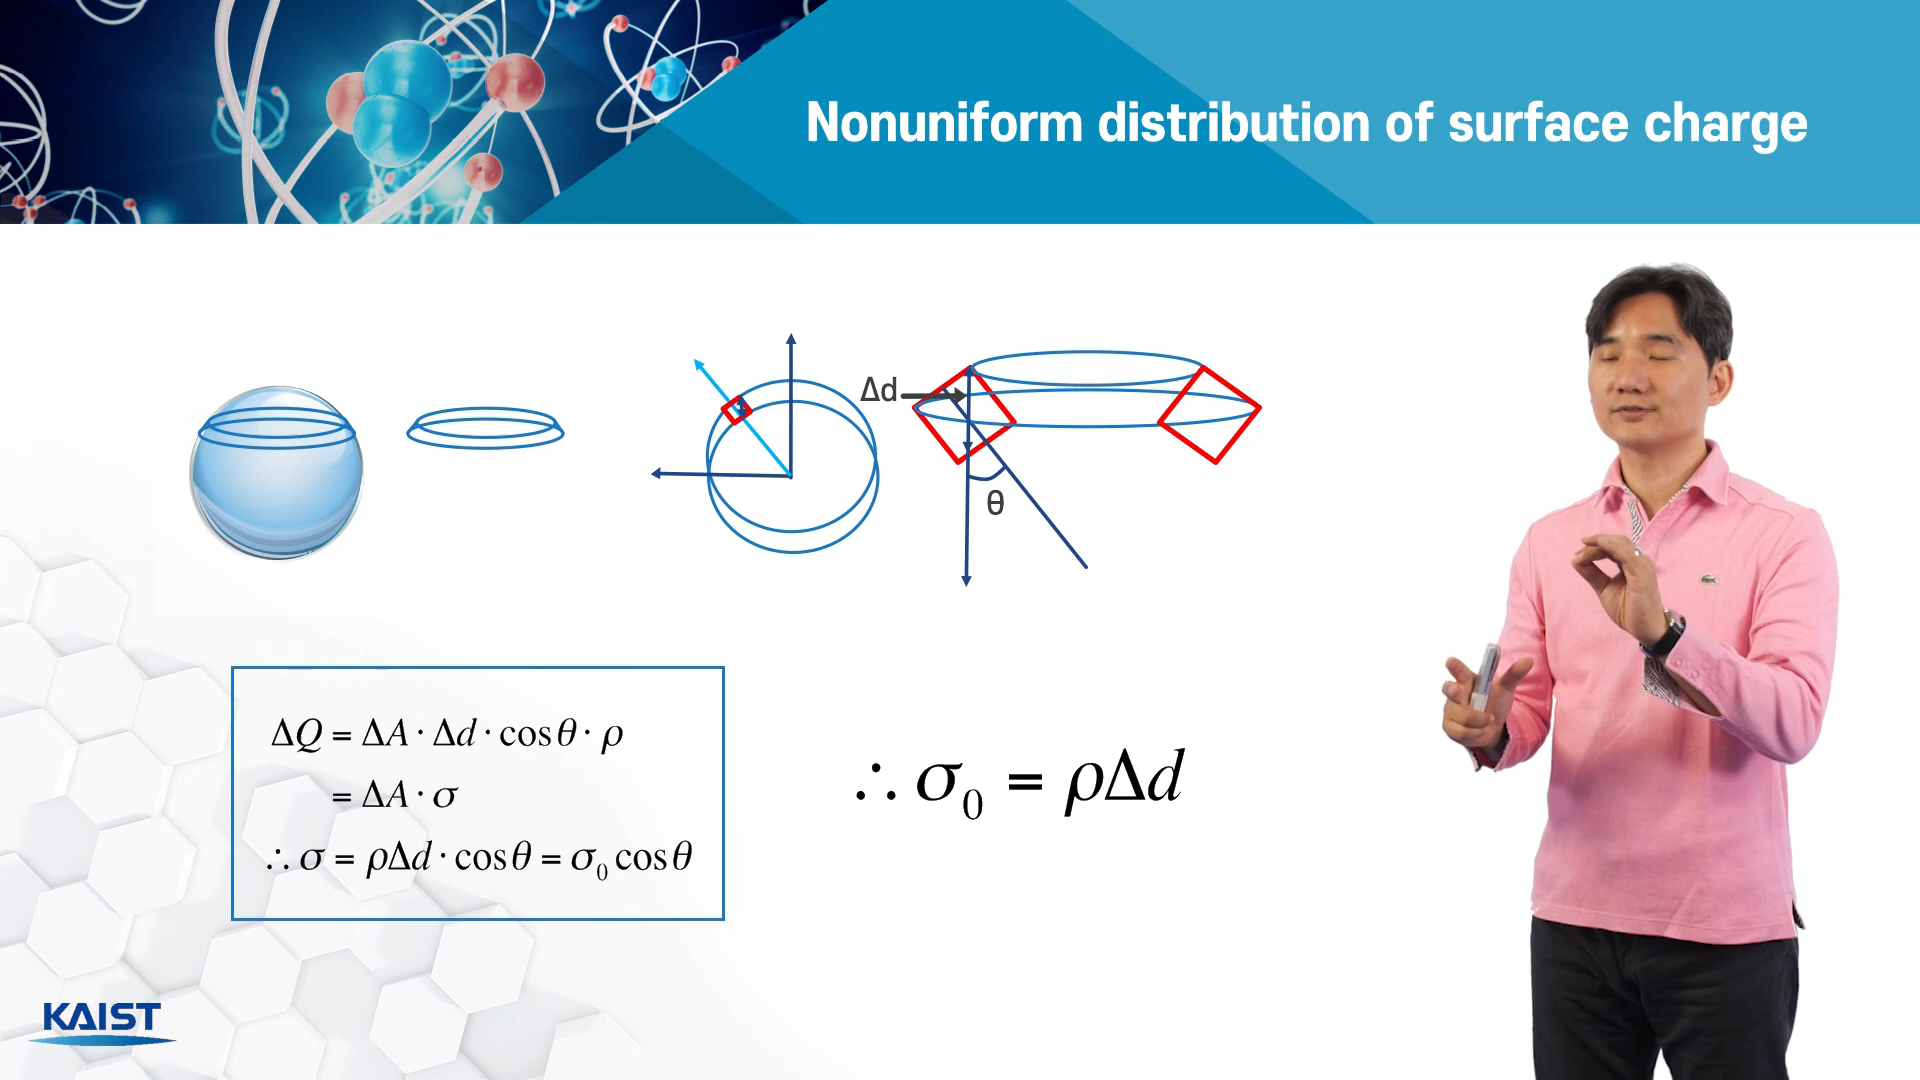 Nonuniform distribution of surface charge
Δd
θ
ΔQ = ΔA · Δd · cosθ · ρ
= ΔA · σ
∴ σ = ρΔd · cosθ = σ₀ cosθ
∴ σ₀ = ρΔd
KAIST